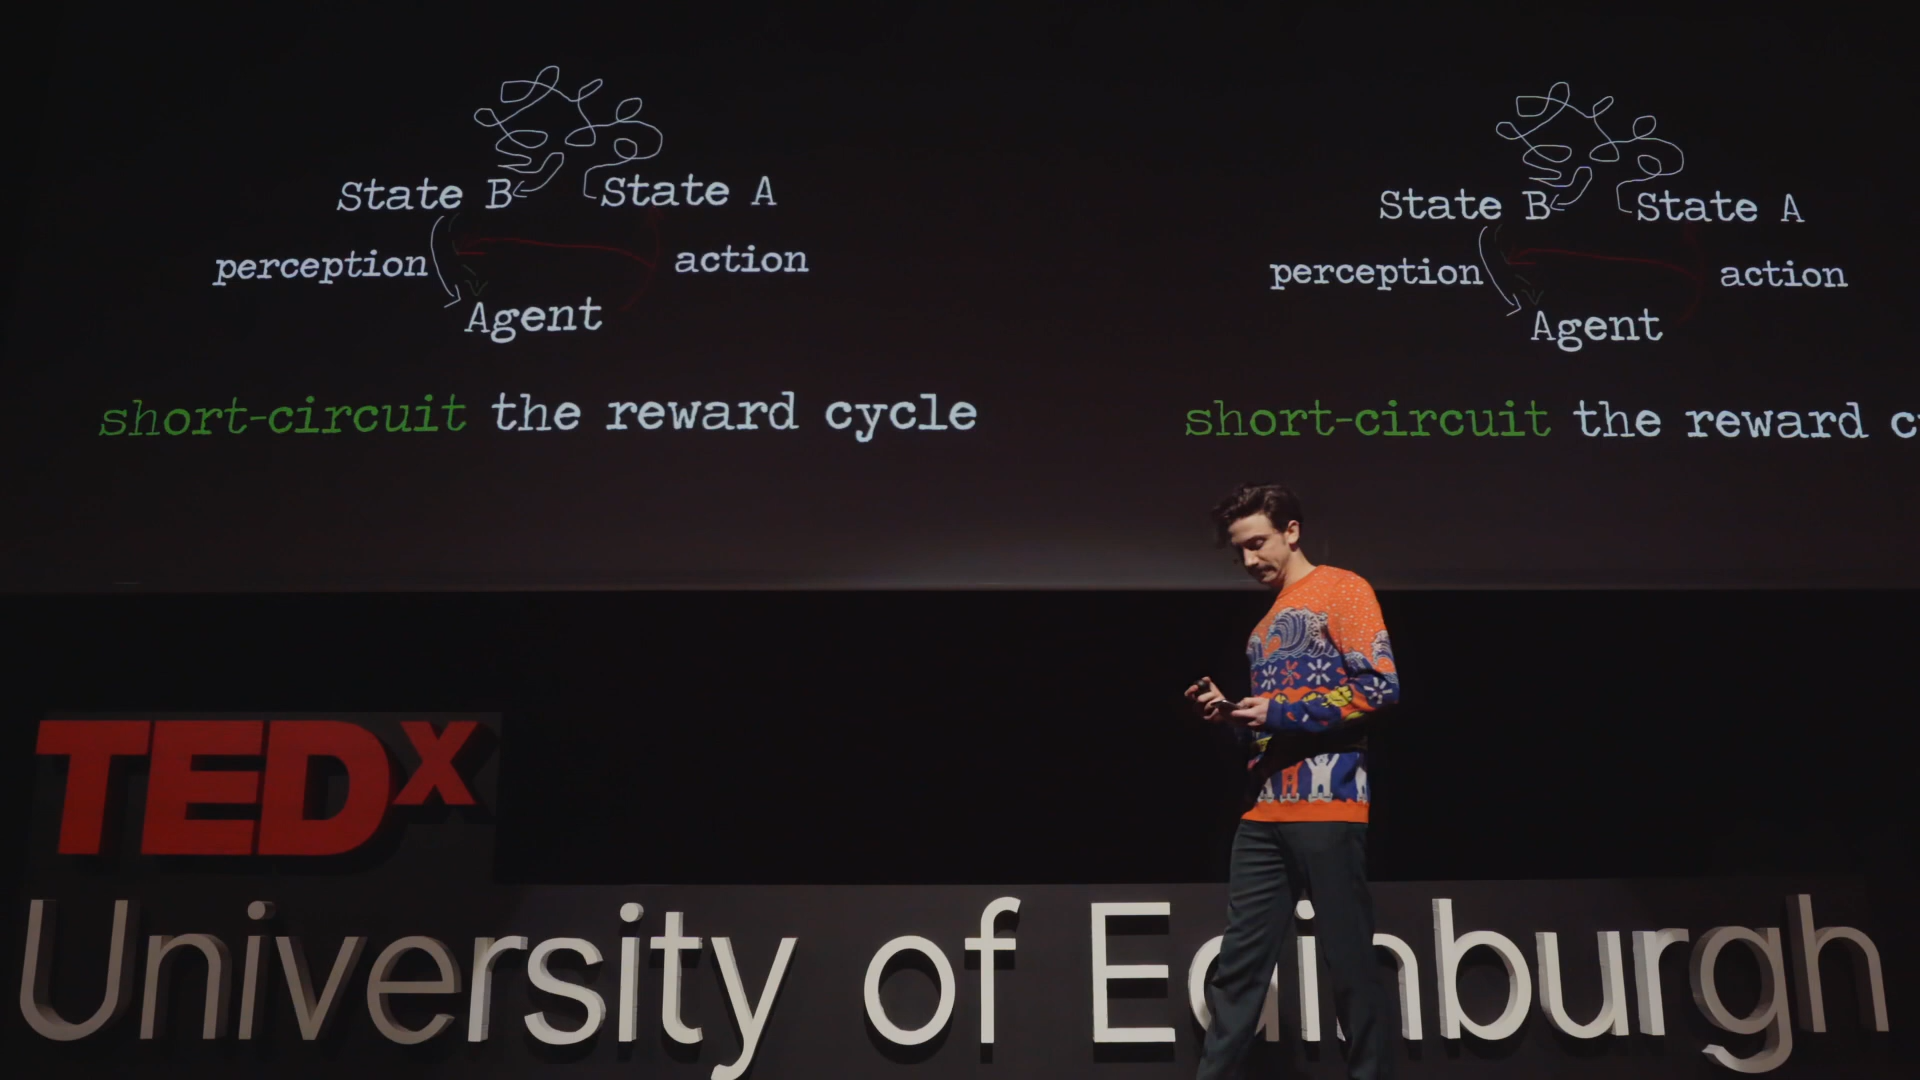 State B State A
perception action
Agent
short-circuit the reward cycle
State B State A
perception action
Agent
short-circuit the reward
TEDx
University of Edinburgh